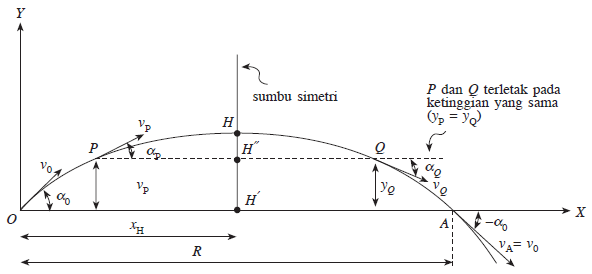 Y
sumbu simetri
P dan Q terletak pada
ketinggian yang sama
(yP = yQ)
H
vP
P
αP
H″
Q
αQ
v0
α0
vP
yQ
vQ
H′
O
X
A
−α0
xH
vA = v0
R